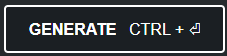 GENERATE CTRL + ⏎